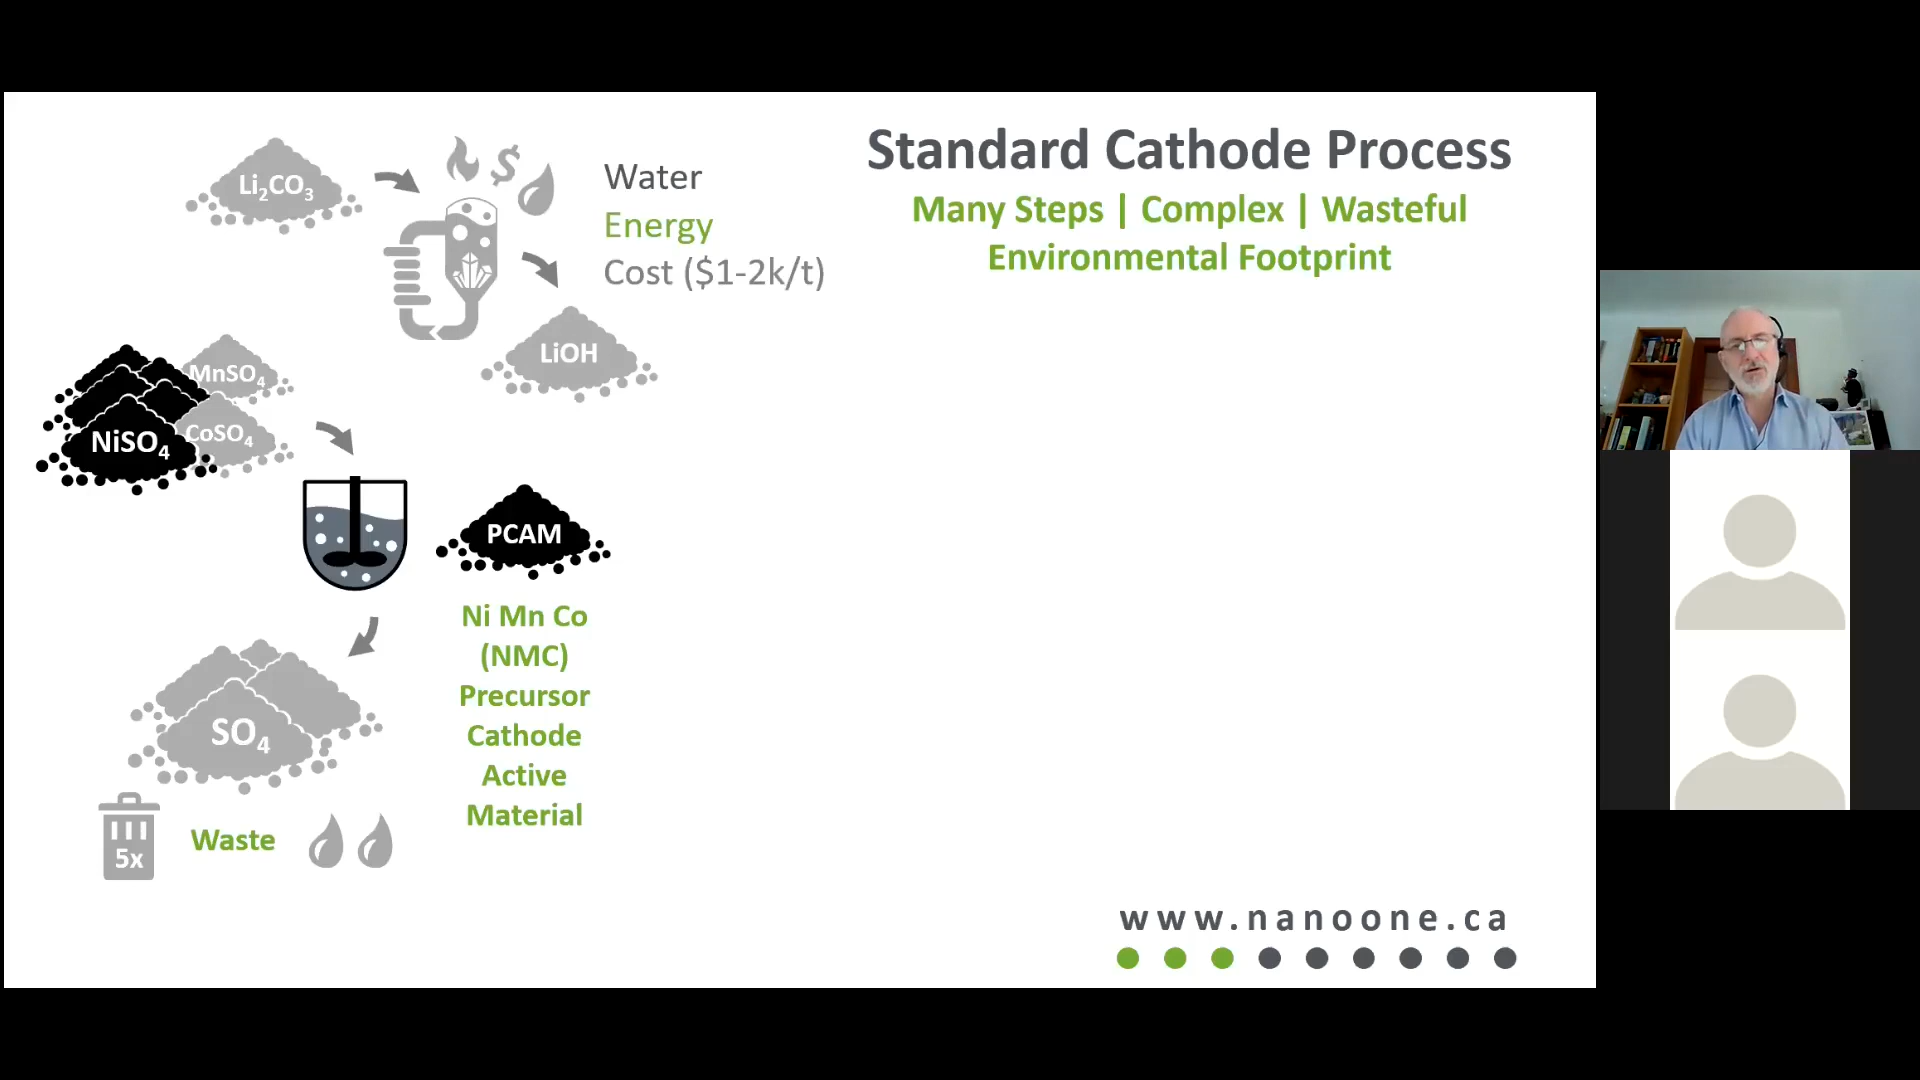 Standard Cathode Process
Many Steps | Complex | Wasteful
Environmental Footprint
Li₂CO₃
$
Water
Energy
Cost ($1-2k/t)
LiOH
MnSO₄
CoSO₄
NiSO₄
PCAM
Ni Mn Co
(NMC)
Precursor
Cathode
Active
Material
SO₄
5x
Waste
www.nanoone.ca